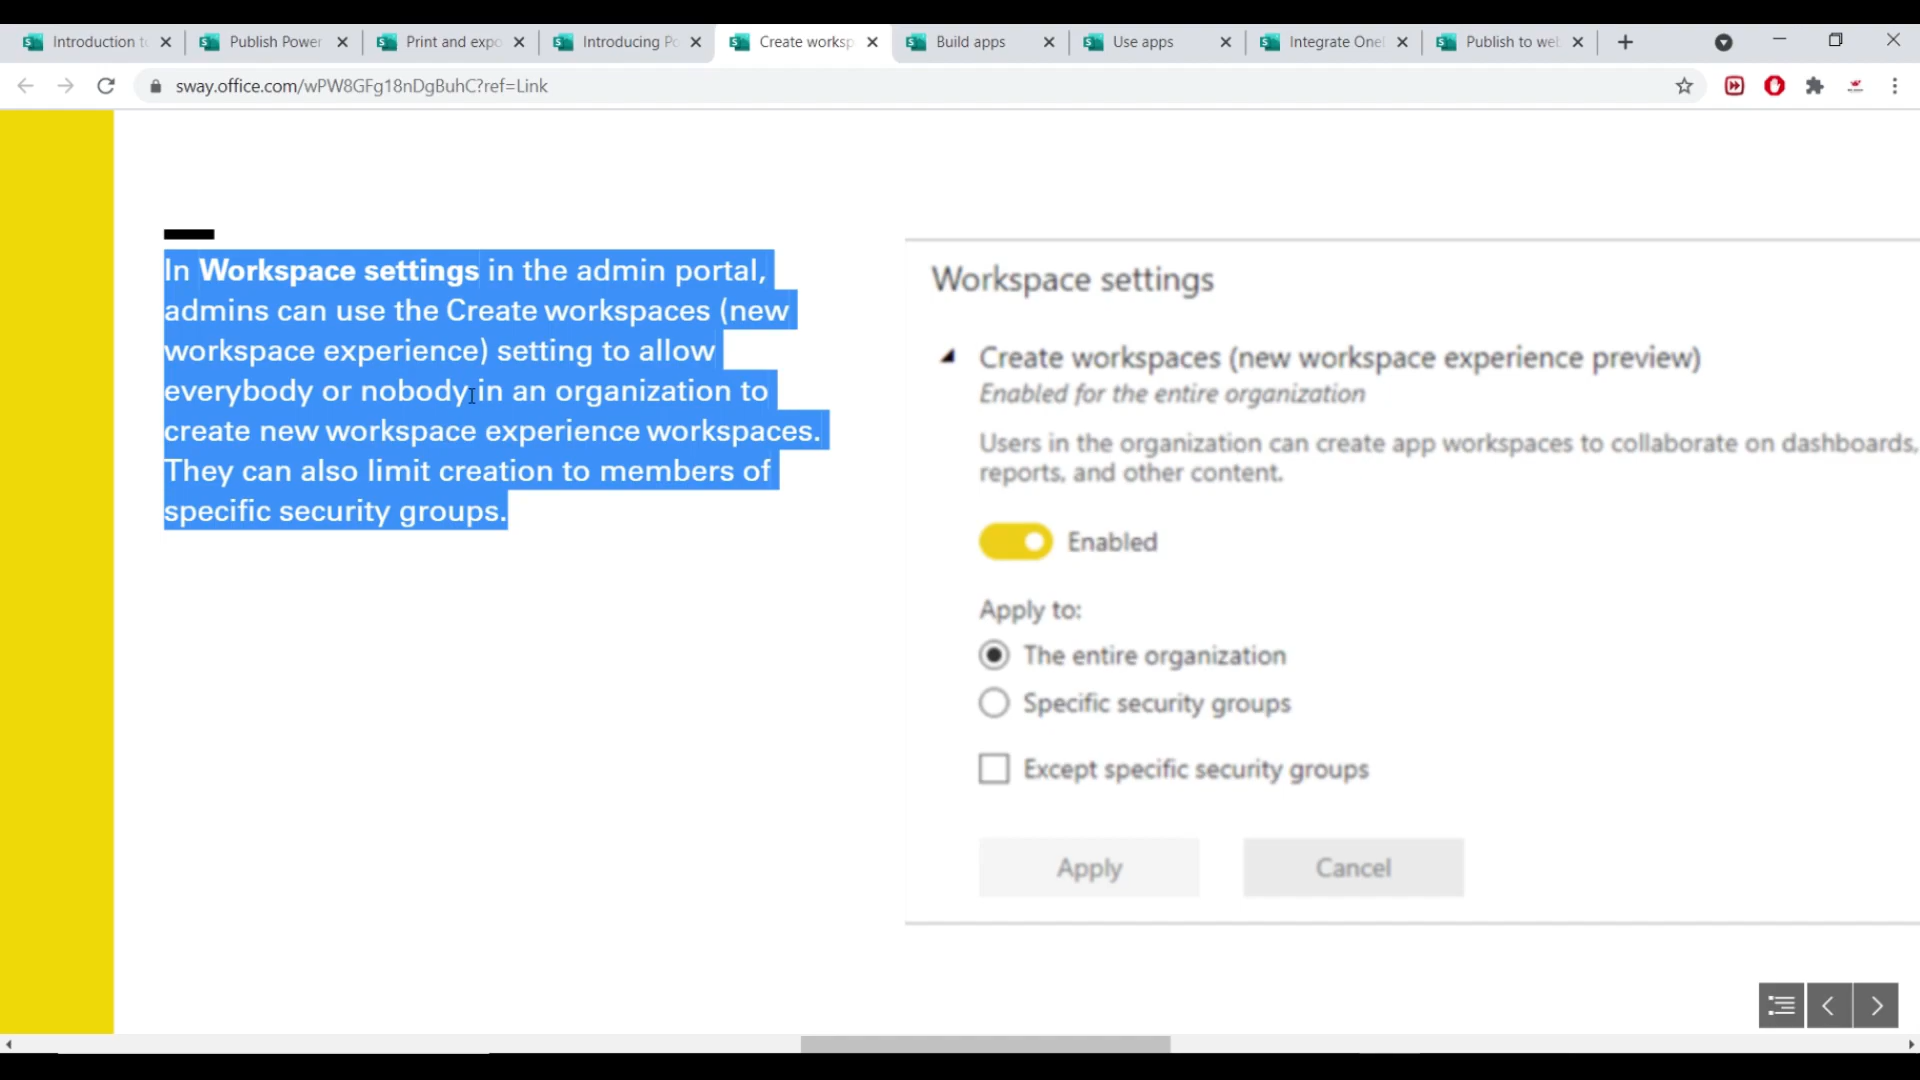 Introduction to
Publish Power
Print and expo
Introducing Po
Create worksp
Build apps
Use apps
Integrate One
Publish to we
sway.office.com/wPW8GFg18nDgBuhC?ref=Link
In Workspace settings in the admin portal,
admins can use the Create workspaces (new
workspace experience) setting to allow
everybody or nobody in an organization to
create new workspace experience workspaces.
They can also limit creation to members of
specific security groups.
Workspace settings
Create workspaces (new workspace experience preview)
Enabled for the entire organization
Users in the organization can create app workspaces to collaborate on dashboards,
reports, and other content.
Enabled
Apply to:
The entire organization
Specific security groups
Except specific security groups
Apply
Cancel